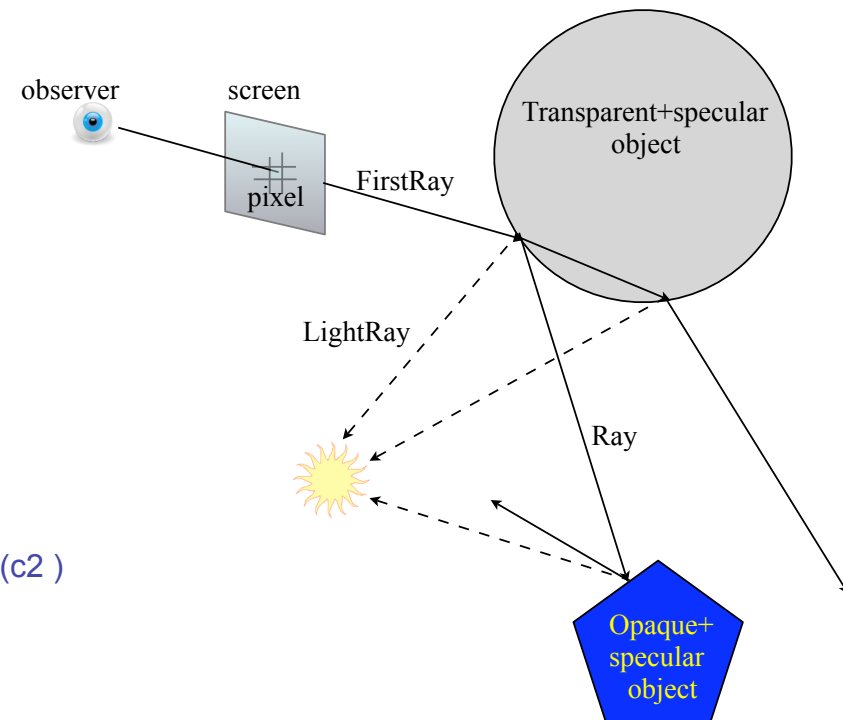 observer
screen
Transparent+specular
object
FirstRay
pixel
LightRay
Ray
(c2 )
Opaque+
specular
object